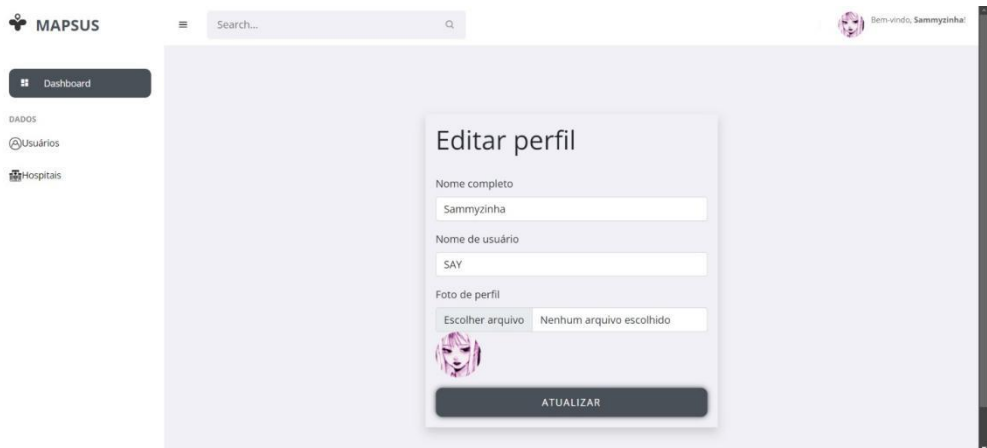 MAPSUS
Search...
Bem-vindo, Sammyzinha!
Dashboard
DADOS
Usuários
Hospitais
Editar perfil
Nome completo
Sammyzinha
Nome de usuário
SAY
Foto de perfil
Escolher arquivo Nenhum arquivo escolhido
ATUALIZAR